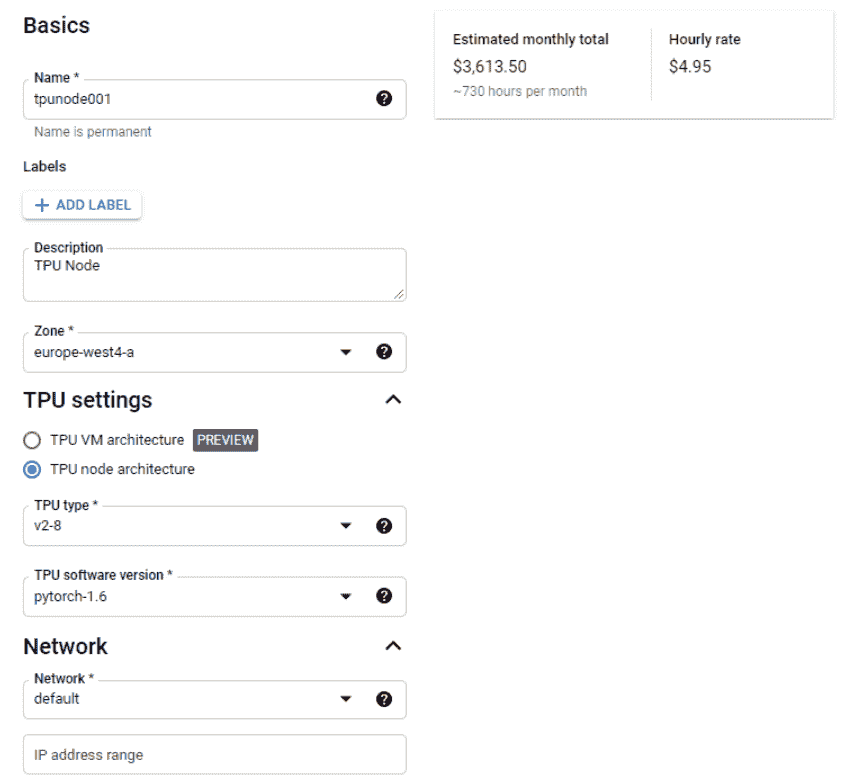 Basics
Name *
tpunode001
Name is permanent
Labels
+ ADD LABEL
Description
TPU Node
Zone *
europe-west4-a
TPU settings
TPU VM architecture PREVIEW
TPU node architecture
TPU type *
v2-8
TPU software version *
pytorch-1.6
Network
Network *
default
IP address range
Estimated monthly total
$3,613.50
~730 hours per month
Hourly rate
$4.95